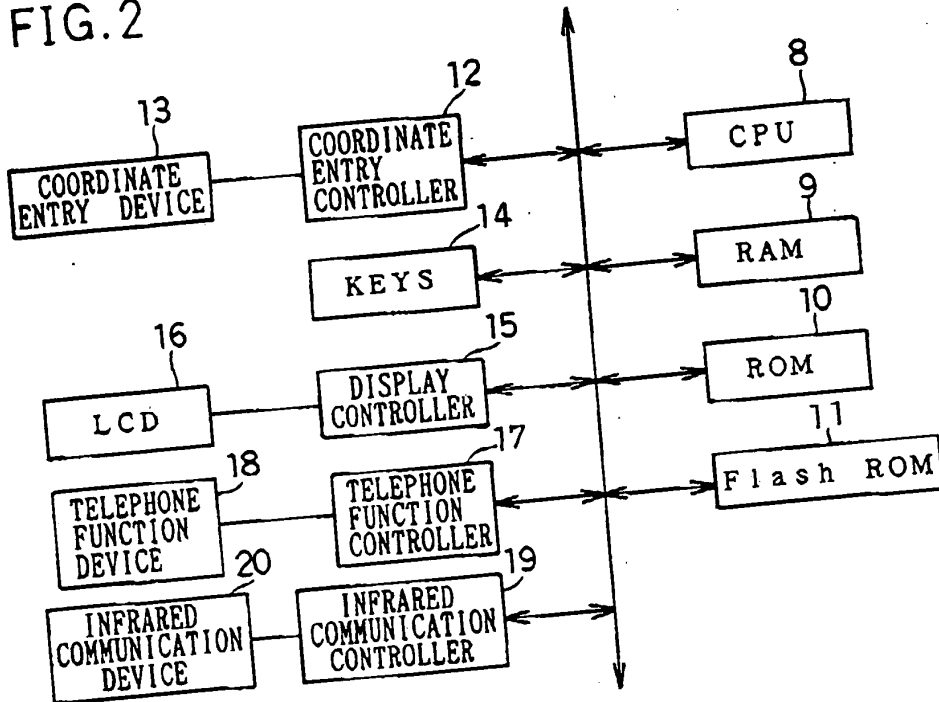 FIG.2
8
CPU
12
COORDINATE
ENTRY
CONTROLLER
13
COORDINATE
ENTRY DEVICE
9
RAM
14
KEYS
10
ROM
15
DISPLAY
CONTROLLER
16
LCD
11
Flash ROM
17
TELEPHONE
FUNCTION
CONTROLLER
18
TELEPHONE
FUNCTION
DEVICE
19
INFRARED
COMMUNICATION
CONTROLLER
20
INFRARED
COMMUNICATION
DEVICE